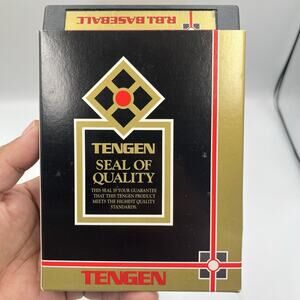 R.B.I. BASEBALL
TENGEN
SEAL OF
QUALITY
THIS SEAL IS YOUR GUARANTEE
THAT THIS TENGEN PRODUCT
MEETS THE HIGHEST QUALITY
STANDARDS.
TENGEN